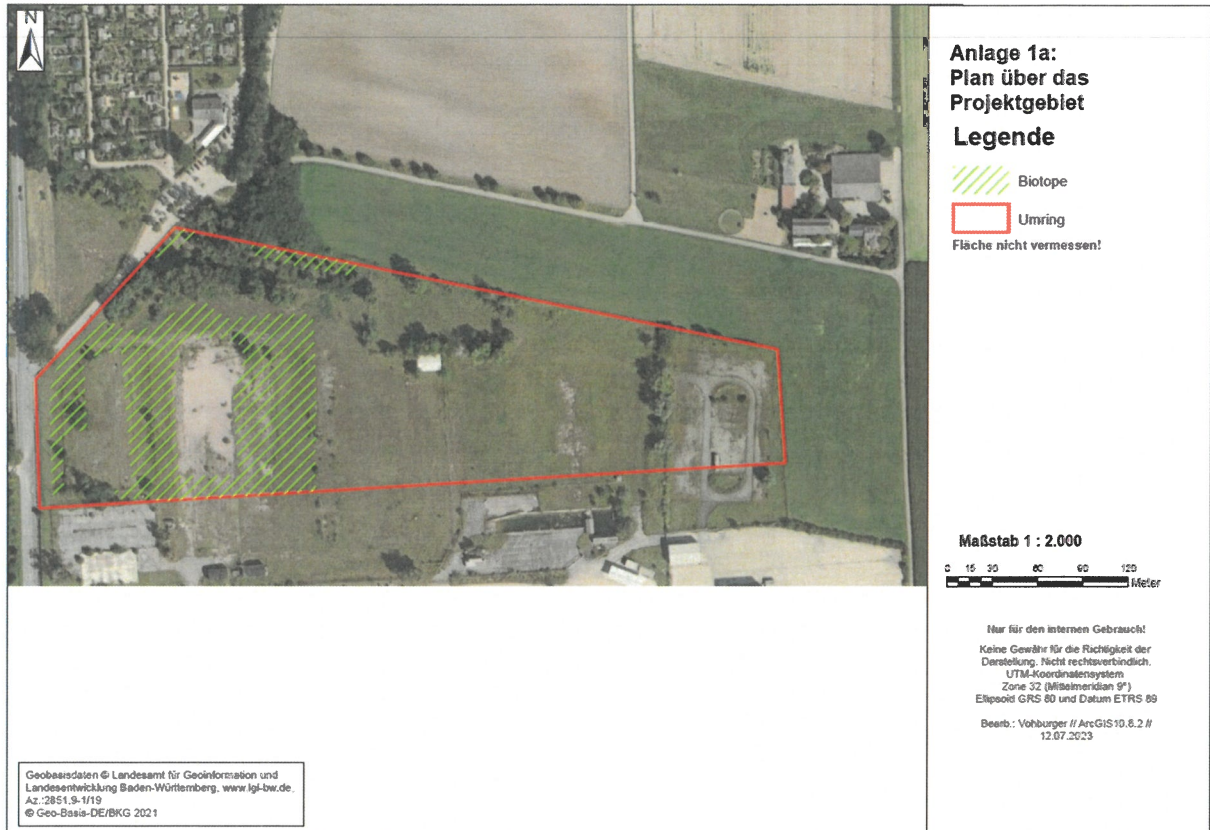 N
Anlage 1a:
Plan über das
Projektgebiet
Legende
Biotope
Umring
Fläche nicht vermessen!
Maßstab 1 : 2.000
0 15 30 60 90 120
Meter
Nur für den internen Gebrauch!
Keine Gewähr für die Richtigkeit der
Darstellung. Nicht rechtsverbindlich.
UTM-Koordinatensystem
Zone 32 (Mittelmeridian 9°)
Ellipsoid GRS 80 und Datum ETRS 89
Bearb.: Vohburger // ArcGIS10.8.2 //
12.07.2023
Geobasisdaten © Landesamt für Geoinformation und
Landesentwicklung Baden-Württemberg, www.lgl-bw.de,
Az.:2851.9-1/19
© Geo-Basis-DE/BKG 2021